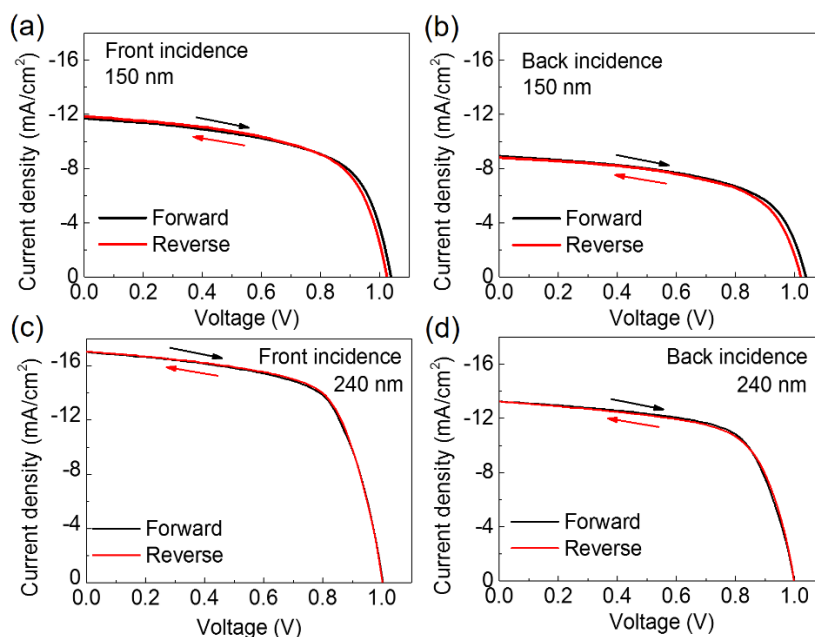 (a)
Front incidence
150 nm
Forward
Reverse
Current density (mA/cm²)
-16
-12
-8
-4
0
0.0 0.2 0.4 0.6 0.8 1.0
Voltage (V)
(b)
Back incidence
150 nm
Forward
Reverse
Current density (mA/cm²)
-16
-12
-8
-4
0
0.0 0.2 0.4 0.6 0.8 1.0
Voltage (V)
(c)
Front incidence
240 nm
Forward
Reverse
Current density (mA/cm²)
-16
-12
-8
-4
0
0.0 0.2 0.4 0.6 0.8 1.0
Voltage (V)
(d)
Back incidence
240 nm
Forward
Reverse
Current density (mA/cm²)
-16
-12
-8
-4
0
0.0 0.2 0.4 0.6 0.8 1.0
Voltage (V)